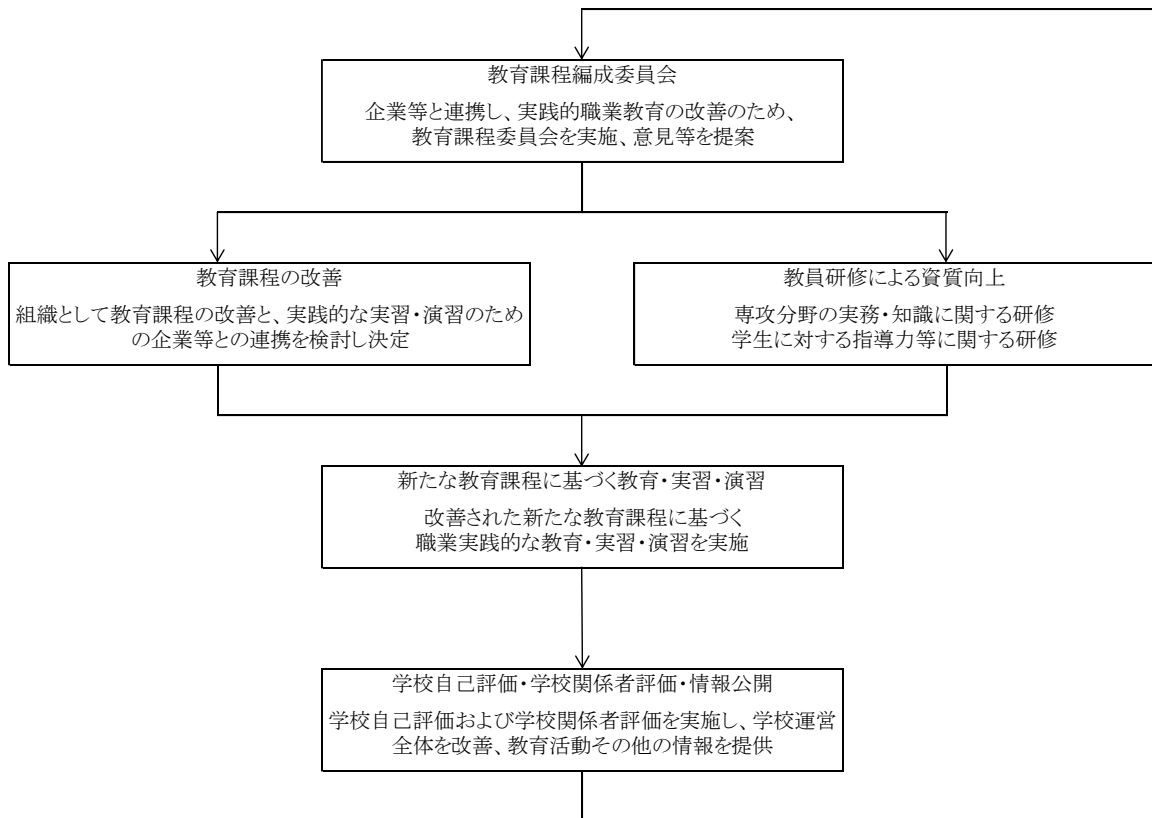 教育課程編成委員会
企業等と連携し、実践的職業教育の改善のため、
教育課程委員会を実施、意見等を提案
教育課程の改善
組織として教育課程の改善と、実践的な実習・演習のため
の企業等との連携を検討し決定
教員研修による資質向上
専攻分野の実務・知識に関する研修
学生に対する指導力等に関する研修
新たな教育課程に基づく教育・実習・演習
改善された新たな教育課程に基づく
職業実践的な教育・実習・演習を実施
学校自己評価・学校関係者評価・情報公開
学校自己評価および学校関係者評価を実施し、学校運営
全体を改善、教育活動その他の情報を提供